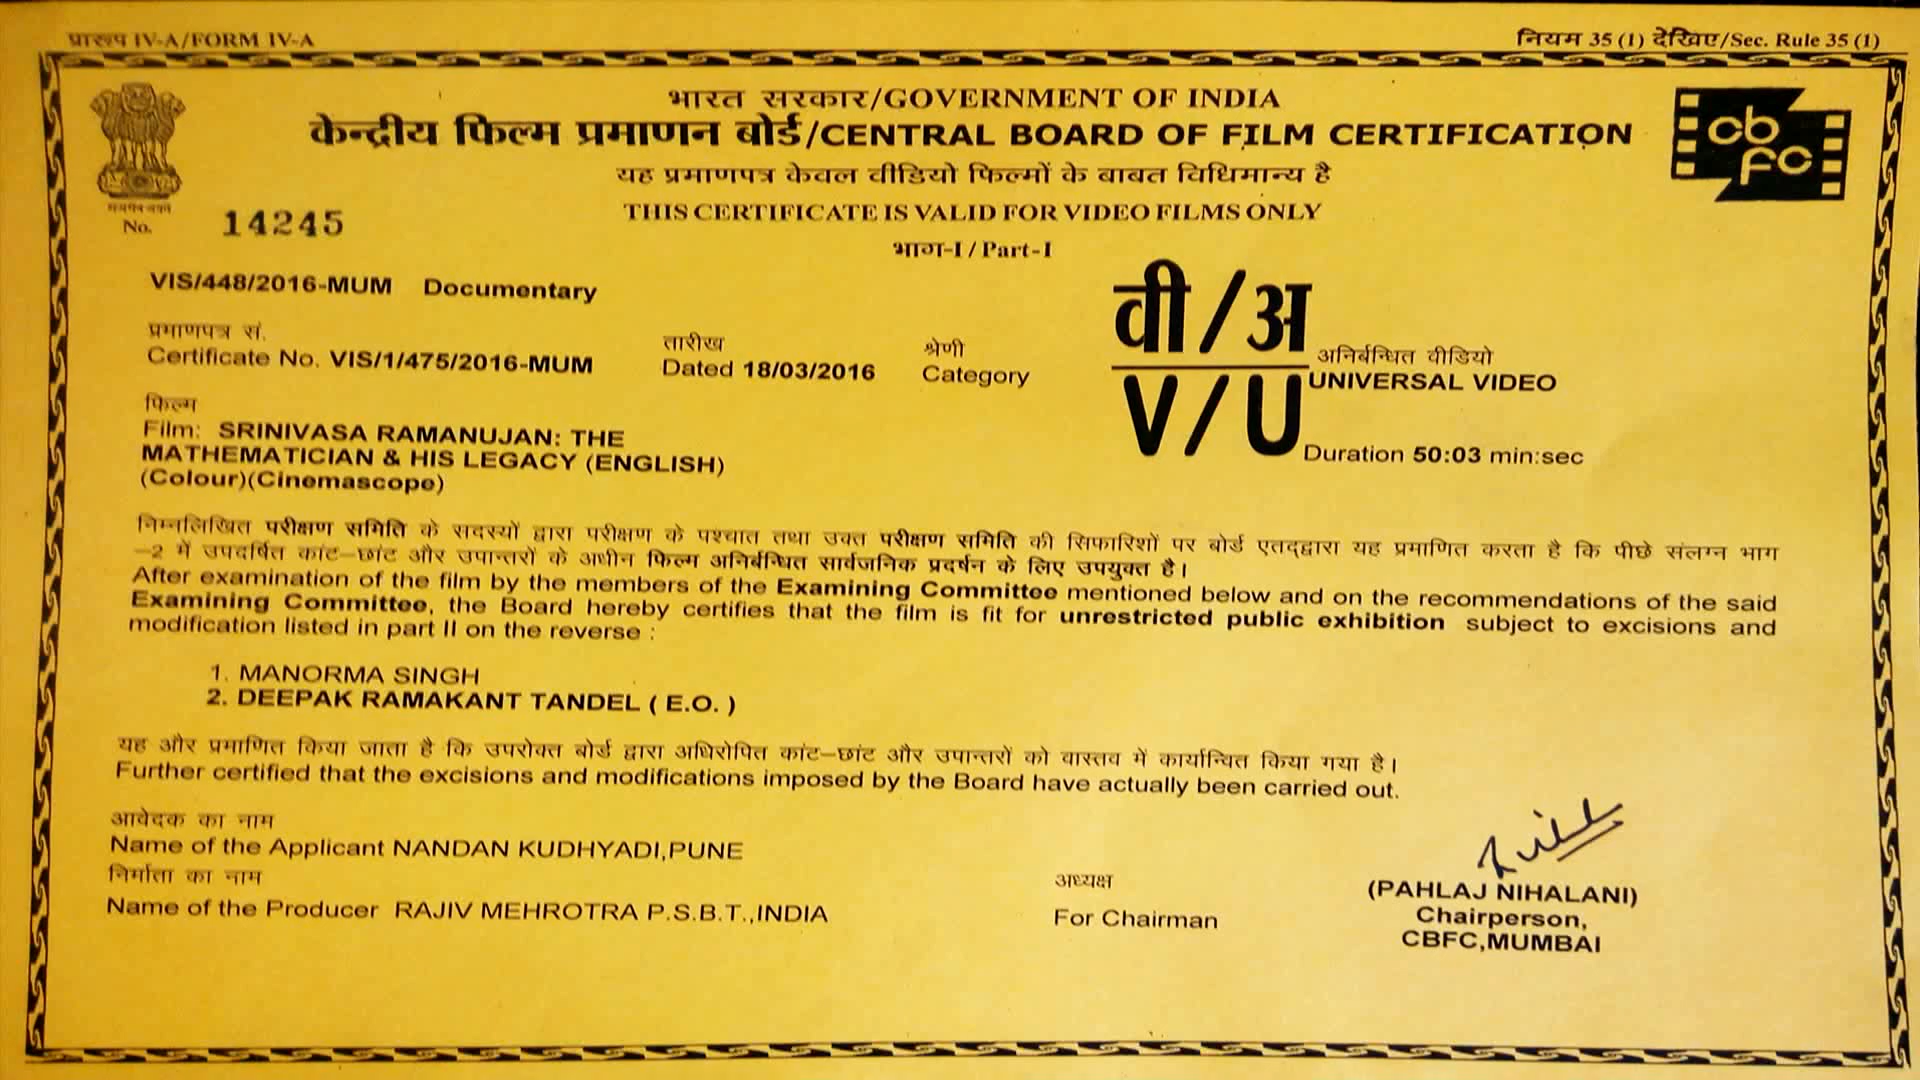 प्रारूप IV-A/FORM IV-A
नियम 35 (1) देखिए/Sec. Rule 35 (1)
भारत सरकार/GOVERNMENT OF INDIA
केन्द्रीय फिल्म प्रमाणन बोर्ड/CENTRAL BOARD OF FILM CERTIFICATION
cb
fc
यह प्रमाणपत्र केवल वीडियो फिल्मों के बाबत विधिमान्य है
सत्यमेव जयते
No. 14245
THIS CERTIFICATE IS VALID FOR VIDEO FILMS ONLY
भाग-I / Part-I
VIS/448/2016-MUM Documentary
वी/अ
प्रमाणपत्र सं.
तारीख
श्रेणी
अनिर्बन्धित वीडियो
Certificate No. VIS/1/475/2016-MUM
Dated 18/03/2016
Category
V/U
UNIVERSAL VIDEO
फिल्म
Film: SRINIVASA RAMANUJAN: THE
MATHEMATICIAN & HIS LEGACY (ENGLISH)
(Colour)(Cinemascope)
Duration 50:03 min:sec
निम्नलिखित परीक्षण समिति के सदस्यों द्वारा परीक्षण के पश्चात तथा उक्त परीक्षण समिति की सिफारिशों पर बोर्ड एतद्द्वारा यह प्रमाणित करता है कि पीछे संलग्न भाग
-2 में उपदर्षित कांट-छांट और उपान्तरों के अधीन फिल्म अनिर्बन्धित सार्वजनिक प्रदर्षन के लिए उपयुक्त है।
After examination of the film by the members of the Examining Committee mentioned below and on the recommendations of the said
Examining Committee, the Board hereby certifies that the film is fit for unrestricted public exhibition subject to excisions and
modification listed in part II on the reverse :
1. MANORMA SINGH
2. DEEPAK RAMAKANT TANDEL ( E.O. )
यह और प्रमाणित किया जाता है कि उपरोक्त बोर्ड द्वारा अधिरोपित कांट-छांट और उपान्तरों को वास्तव में कार्यान्वित किया गया है।
Further certified that the excisions and modifications imposed by the Board have actually been carried out.
आवेदक का नाम
Name of the Applicant NANDAN KUDHYADI,PUNE
निर्माता का नाम
Name of the Producer RAJIV MEHROTRA P.S.B.T.,INDIA
अध्यक्ष
For Chairman
(PAHLAJ NIHALANI)
Chairperson,
CBFC,MUMBAI